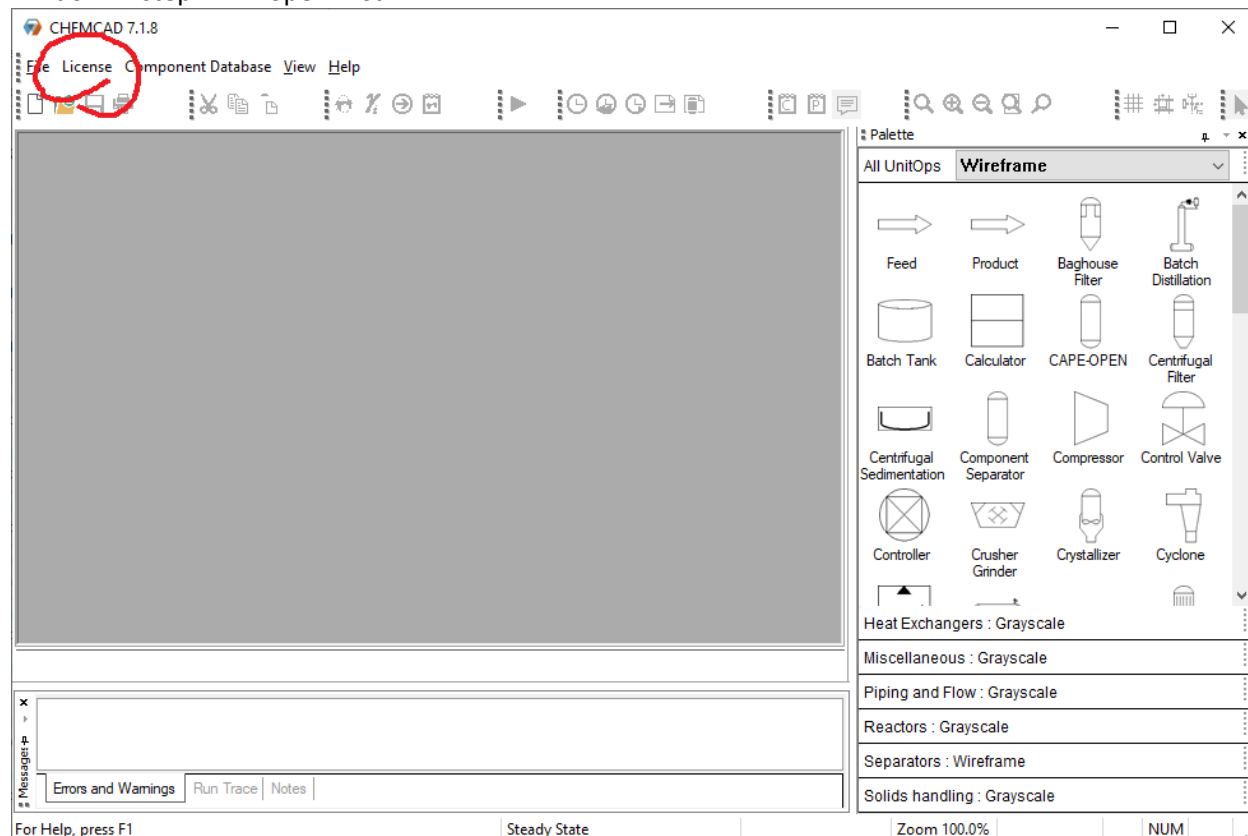 CHEMCAD 7.1.8
File License Component Database View Help
Palette
All UnitOps Wireframe
Feed Product Baghouse Filter Batch Distillation
Batch Tank Calculator CAPE-OPEN Centrifugal Filter
Centrifugal Sedimentation Component Separator Compressor Control Valve
Controller Crusher Grinder Crystallizer Cyclone
Heat Exchangers : Grayscale
Miscellaneous : Grayscale
Piping and Flow : Grayscale
Reactors : Grayscale
Separators : Wireframe
Solids handling : Grayscale
Messages
Errors and Warnings Run Trace Notes
For Help, press F1 Steady State Zoom 100.0% NUM